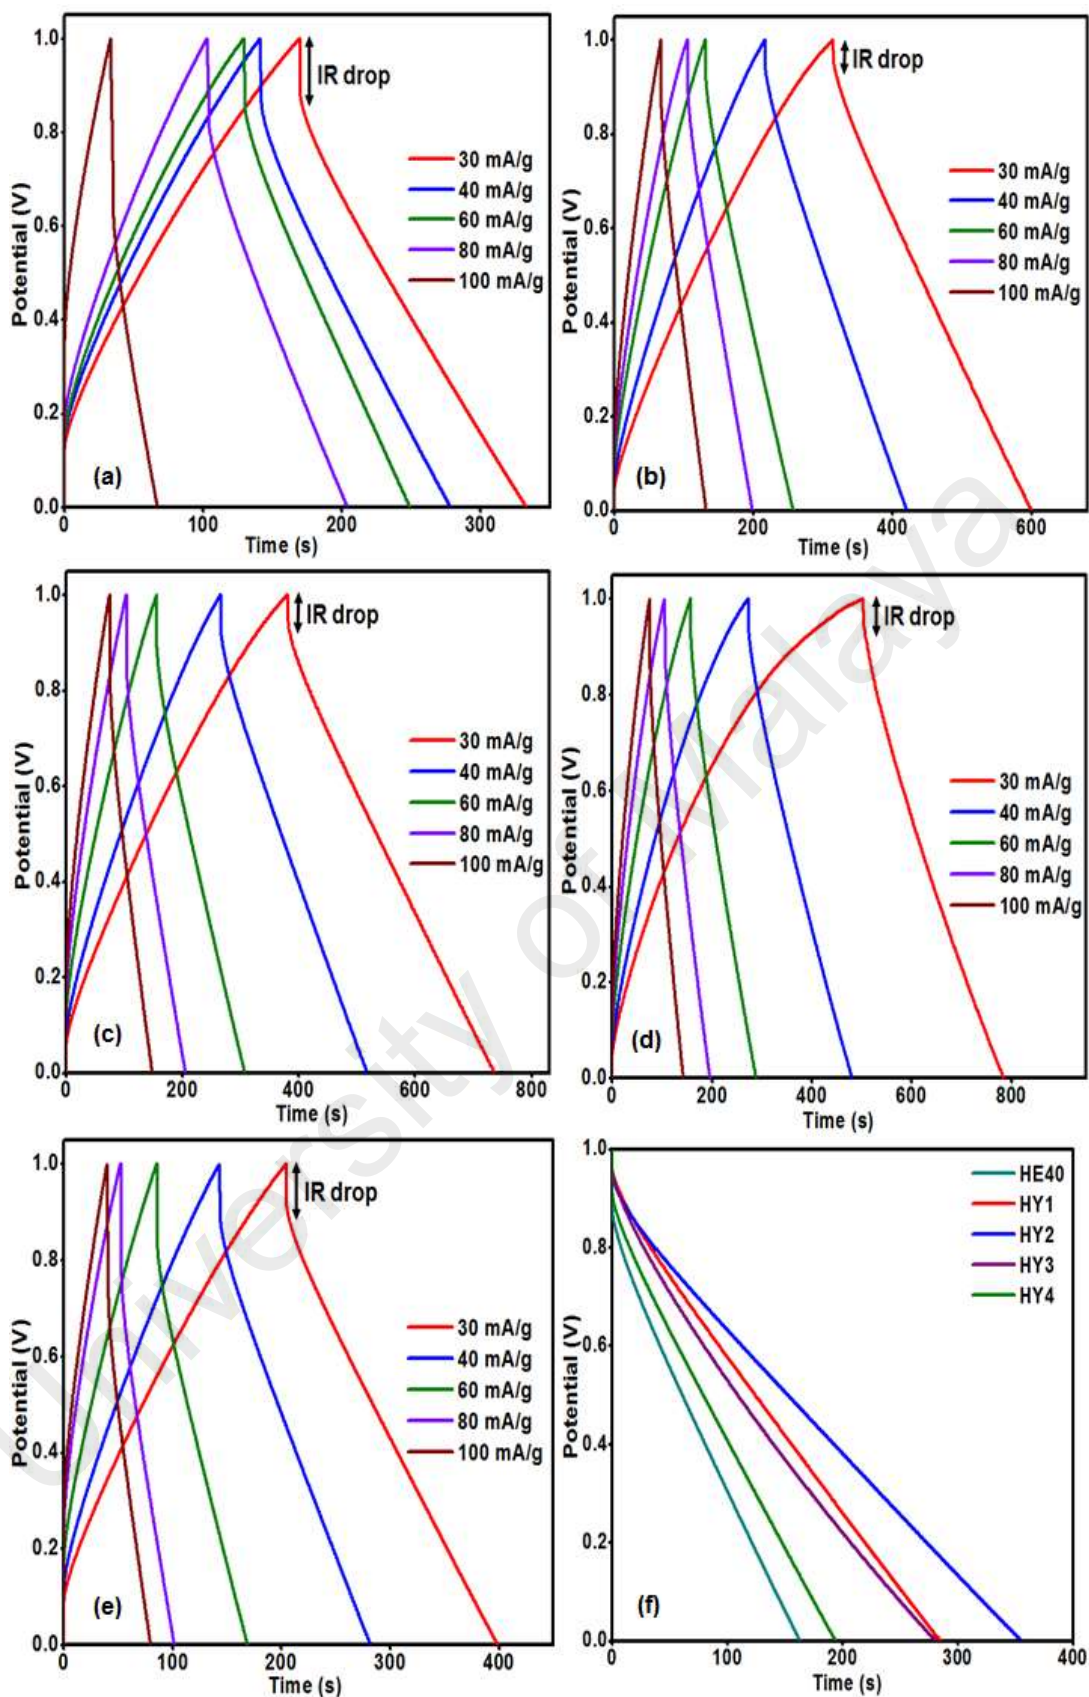 1.0
0.8
0.6
0.4
0.2
0.0
Potential (V)
IR drop
30 mA/g
40 mA/g
60 mA/g
80 mA/g
100 mA/g
(a)
0 100 200 300
Time (s)
1.0
0.8
0.6
0.4
0.2
0.0
Potential (V)
IR drop
30 mA/g
40 mA/g
60 mA/g
80 mA/g
100 mA/g
(b)
0 200 400 600
Time (s)
1.0
0.8
0.6
0.4
0.2
0.0
Potential (V)
IR drop
30 mA/g
40 mA/g
60 mA/g
80 mA/g
100 mA/g
(c)
0 200 400 600 800
Time (s)
1.0
0.8
0.6
0.4
0.2
0.0
Potential (V)
IR drop
30 mA/g
40 mA/g
60 mA/g
80 mA/g
100 mA/g
(d)
0 200 400 600 800
Time (s)
1.0
0.8
0.6
0.4
0.2
0.0
Potential (V)
IR drop
30 mA/g
40 mA/g
60 mA/g
80 mA/g
100 mA/g
(e)
0 100 200 300 400
Time (s)
1.0
0.8
0.6
0.4
0.2
0.0
Potential (V)
HE40
HY1
HY2
HY3
HY4
(f)
100 200 300 400
Time (s)
University of Malaya